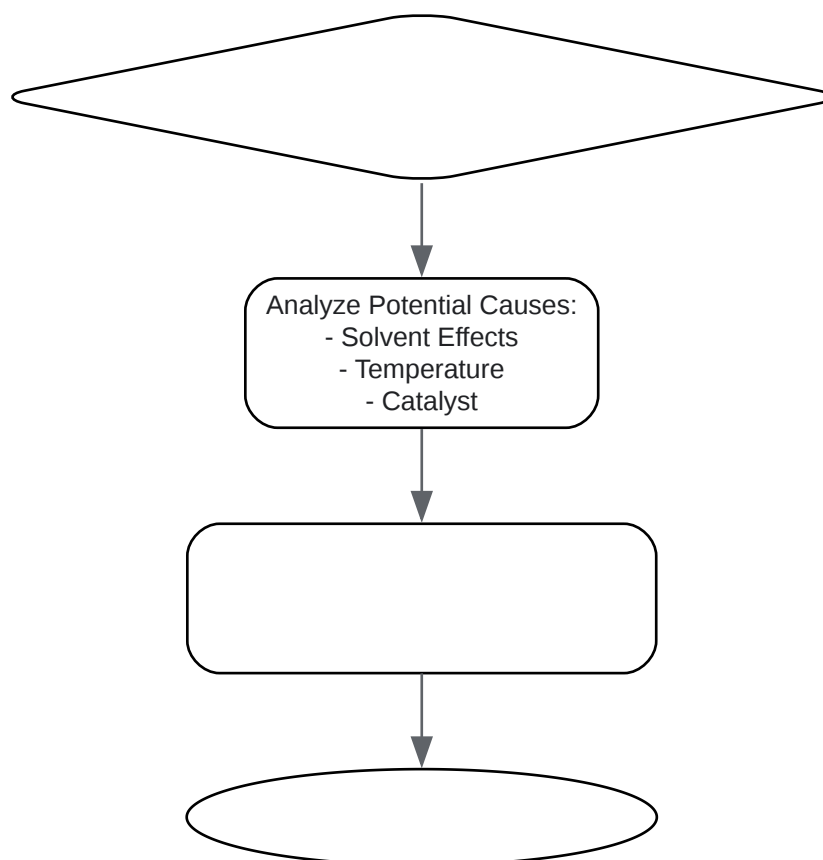 Analyze Potential Causes:
- Solvent Effects
- Temperature
- Catalyst